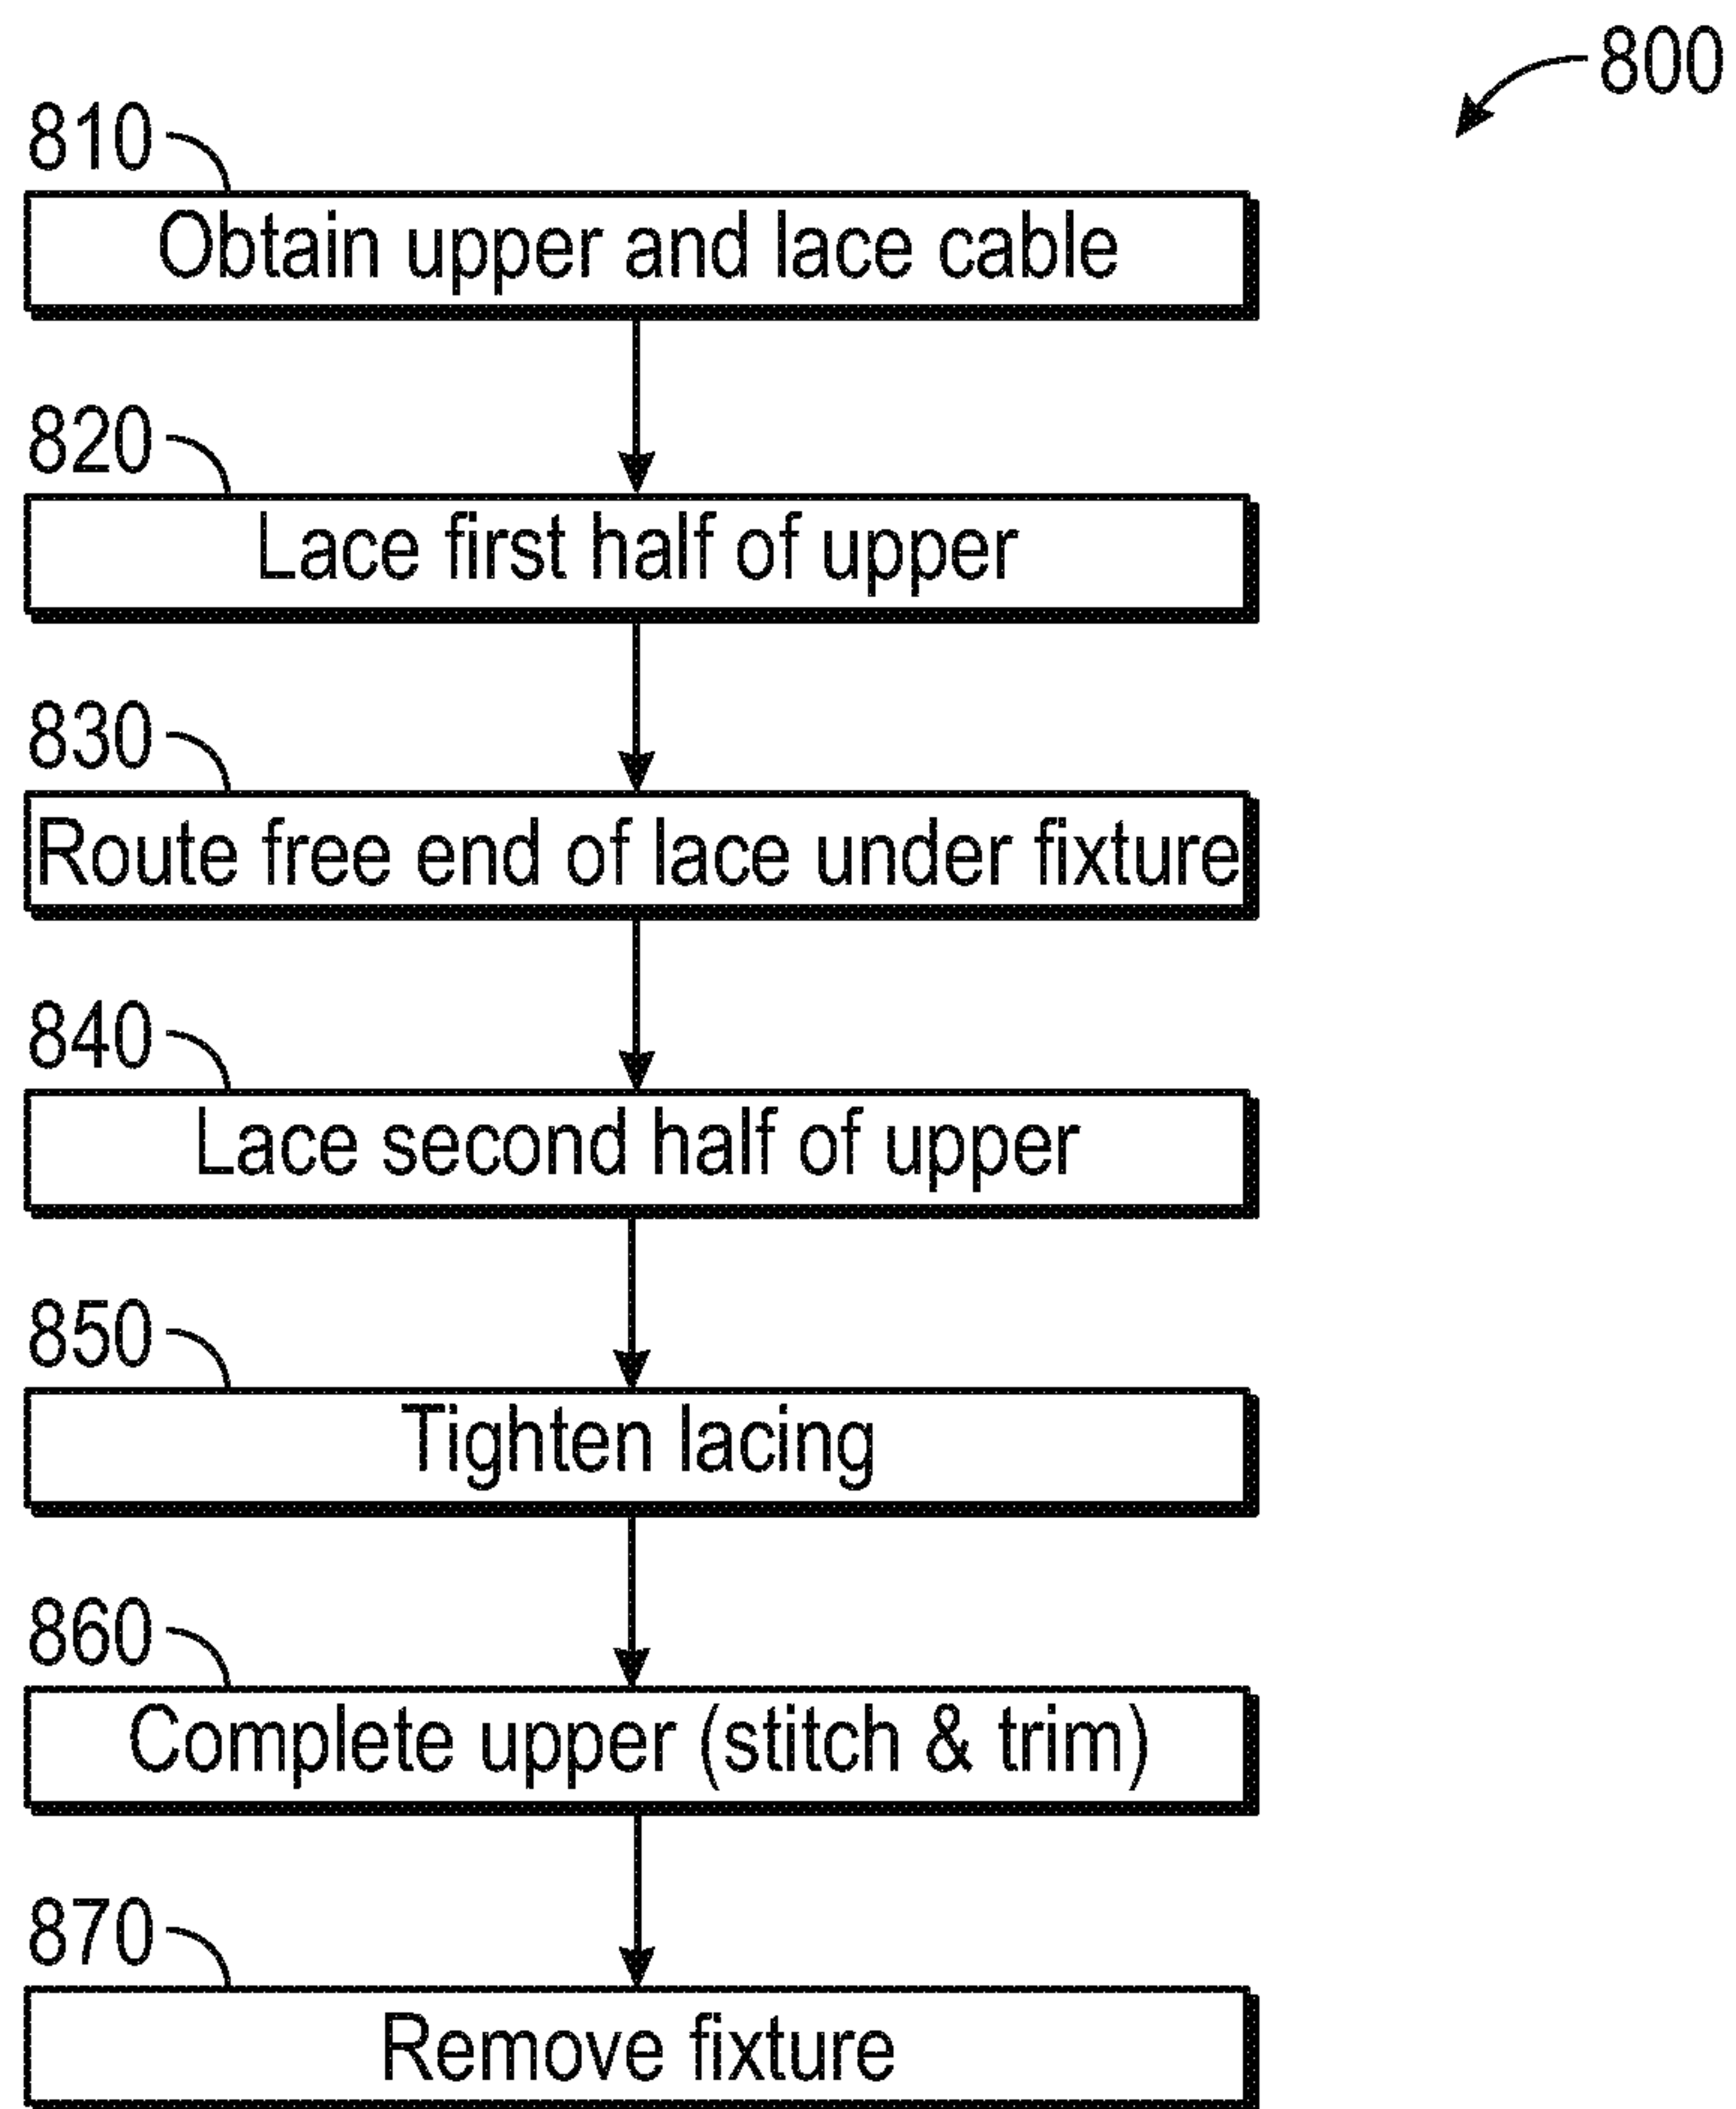 800
810
Obtain upper and lace cable
820
Lace first half of upper
830
Route free end of lace under fixture
840
Lace second half of upper
850
Tighten lacing
860
Complete upper (stitch & trim)
870
Remove fixture